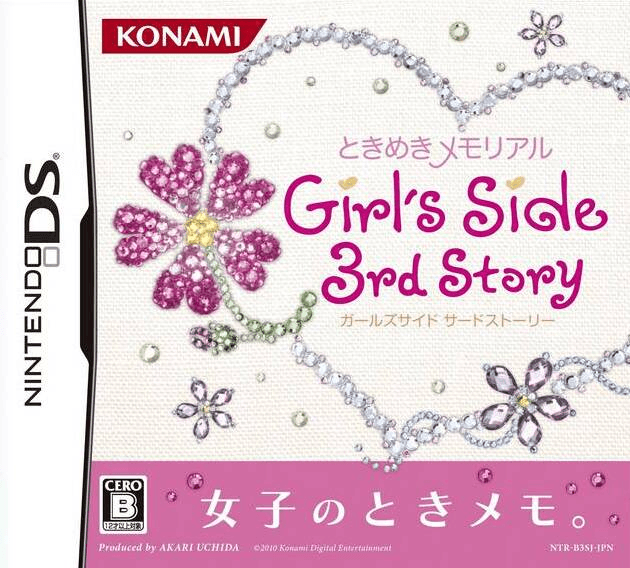 KONAMI
NINTENDO DS®
ときめきメモリアル
Girl's Side
3rd Story
ガールズサイド サードストーリー
女子のときメモ。
CERO
B
12才以上対象
Produced by AKARI UCHIDA
©2010 Konami Digital Entertainment
NTR-B3SJ-JPN